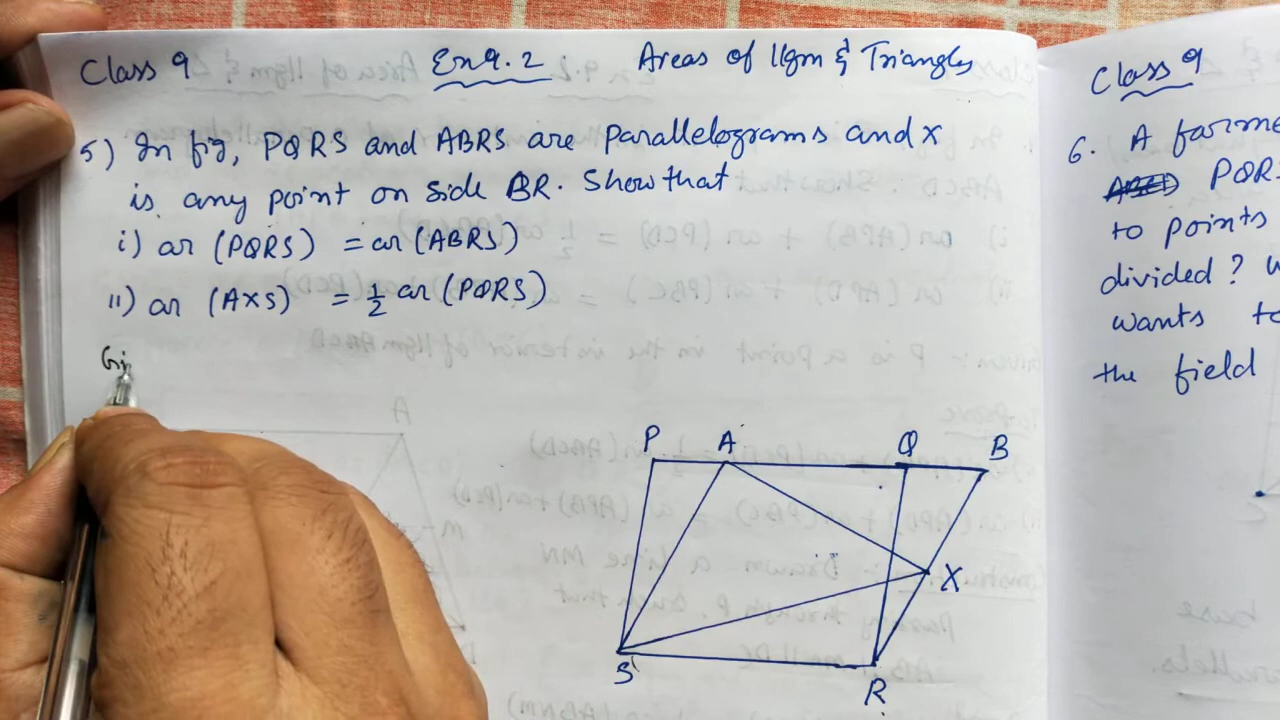 Class 9 Ex 9.2 Areas of llgm & Triangles
5) In fig, PQRS and ABRS are Parallelograms and X
is any point on side BR. Show that
i) ar (PQRS) = ar (ABRS)
ii) ar (AXS) = 1/2 ar (PQRS)
Gi
P A Q B
X
S R
Class 9
6. A farme
PQRS
to points
divided? W
wants to
the field